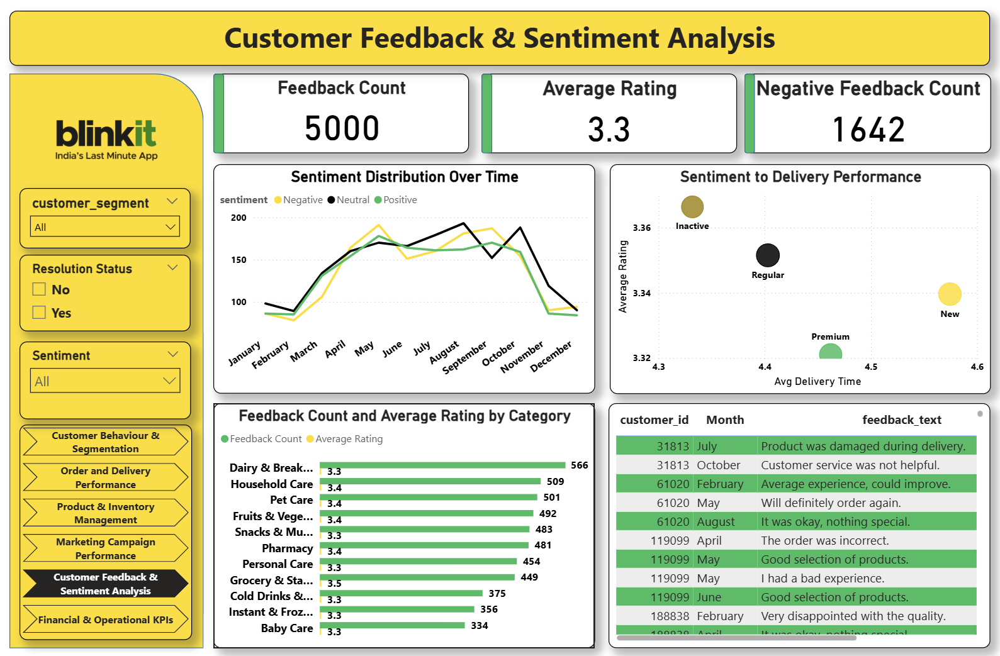 Customer Feedback & Sentiment Analysis
blinkit
India's Last Minute App
customer_segment
All
Resolution Status
No
Yes
Sentiment
All
Customer Behaviour &
Segmentation
Order and Delivery
Performance
Product & Inventory
Management
Marketing Campaign
Performance
Customer Feedback &
Sentiment Analysis
Financial & Operational KPIs
Feedback Count
5000
Average Rating
3.3
Negative Feedback Count
1642
Sentiment Distribution Over Time
sentiment Negative Neutral Positive
200
150
100
January February March April May June July August September October November December
Sentiment to Delivery Performance
Average Rating
3.36
3.34
3.32
Inactive
Regular
New
Premium
4.3 4.4 4.5 4.6
Avg Delivery Time
Feedback Count and Average Rating by Category
Feedback Count Average Rating
Dairy & Break... 566
3.3
Household Care 509
3.4
Pet Care 501
3.4
Fruits & Vege... 492
3.4
Snacks & Mu... 483
3.3
Pharmacy 481
3.4
Personal Care 454
3.3
Grocery & Sta... 449
3.5
Cold Drinks &... 375
3.3
Instant & Froz... 356
3.3
Baby Care 334
3.3
customer_id Month feedback_text
31813 July Product was damaged during delivery.
31813 October Customer service was not helpful.
61020 February Average experience, could improve.
61020 May Will definitely order again.
61020 August It was okay, nothing special.
119099 April The order was incorrect.
119099 May Good selection of products.
119099 May I had a bad experience.
119099 June Good selection of products.
188838 February Very disappointed with the quality.
188838 April It was okay, nothing special.